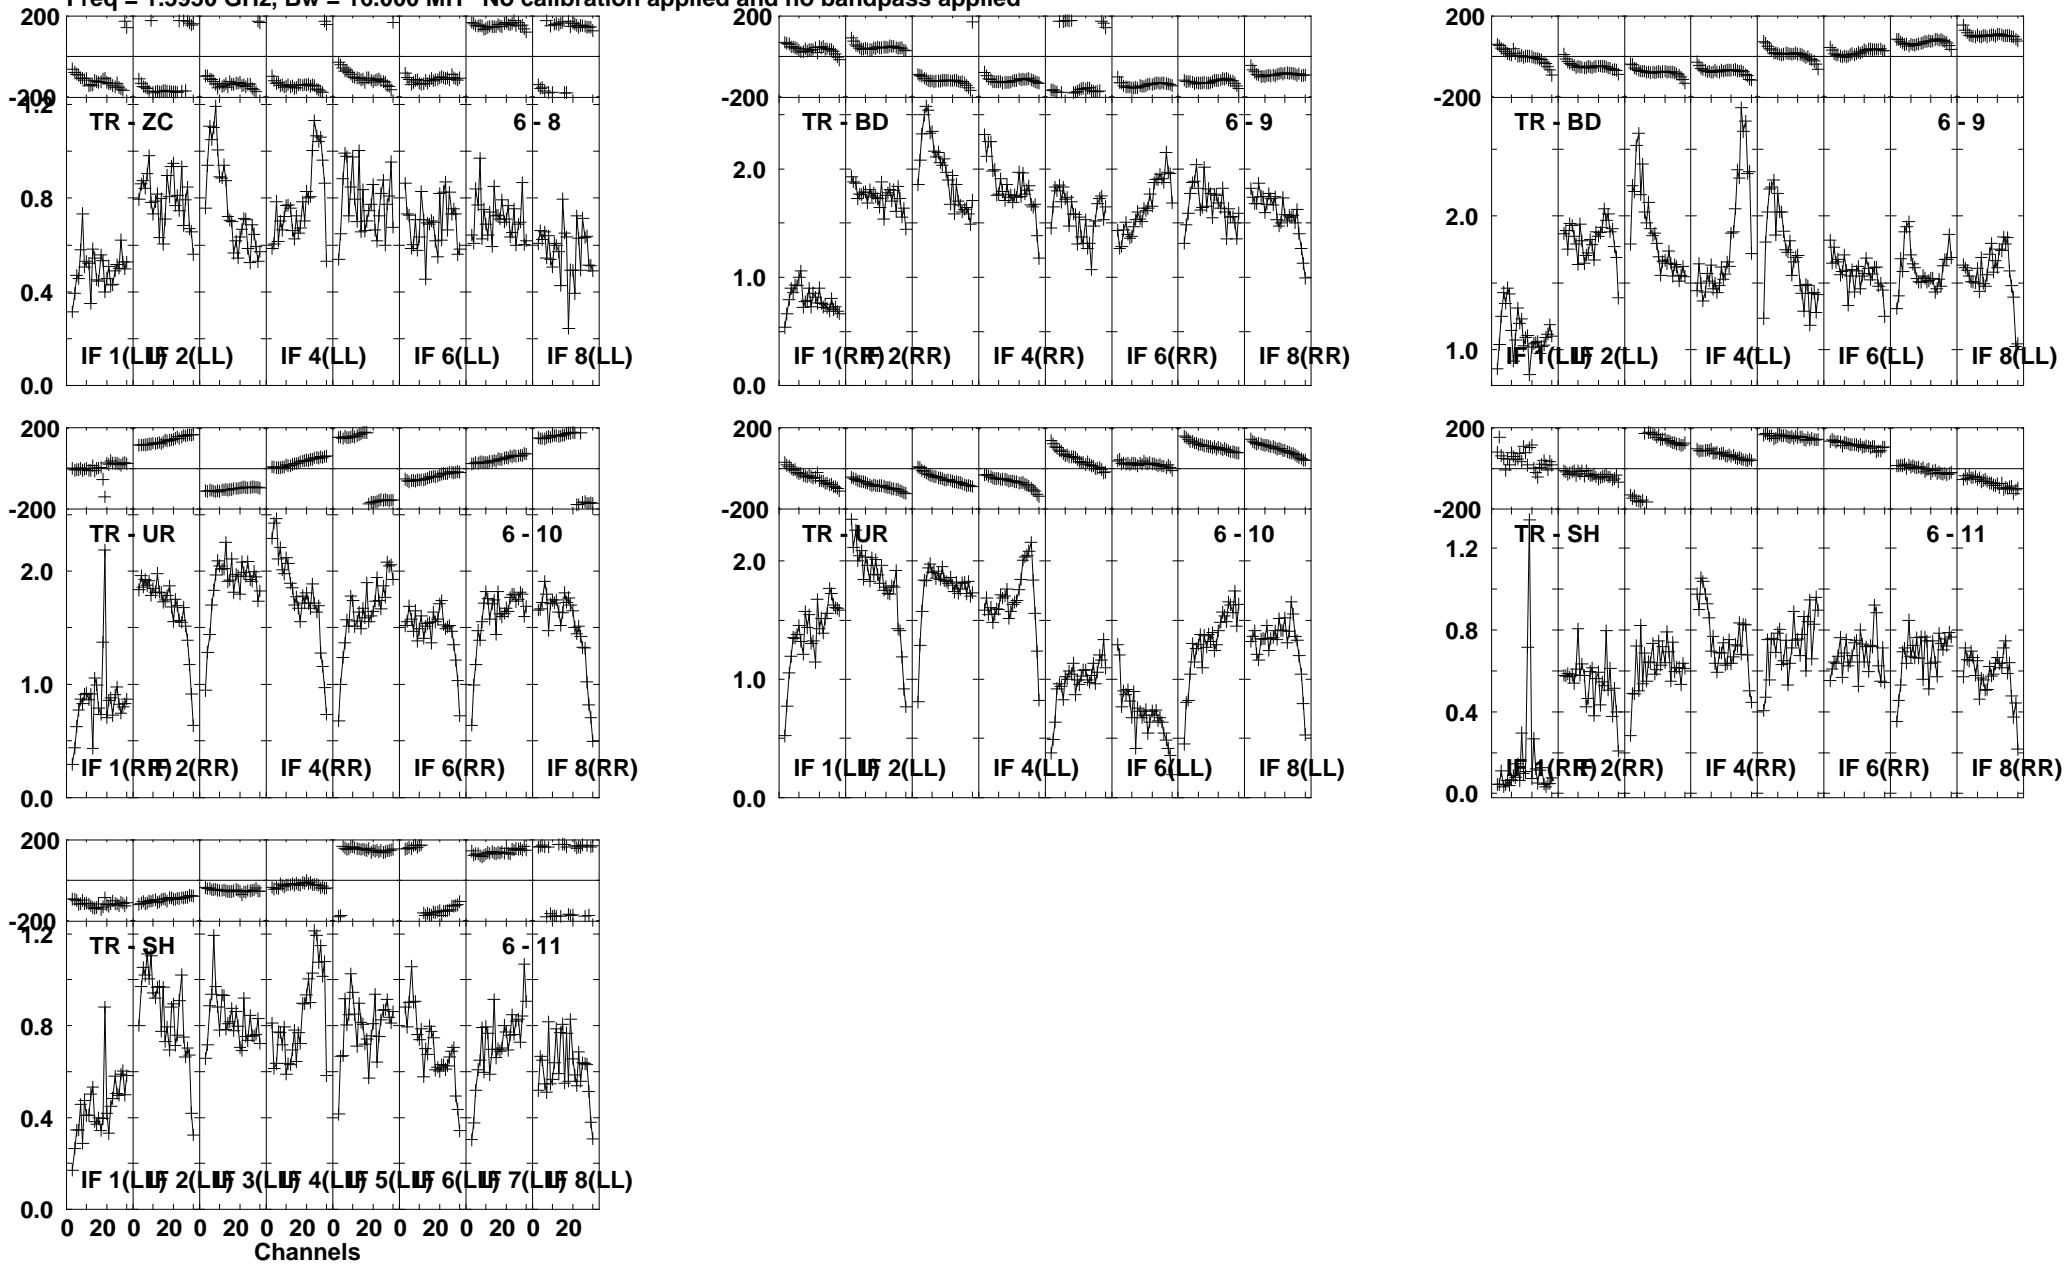 Freq = 1.5950 GHz, Bw = 16.000 MH No calibration applied and no bandpass applied
200
-200
1.2
TR - ZC 6 - 8
0.8
0.4
IF 1(LL) IF 2(LL) IF 4(LL) IF 6(LL) IF 8(LL)
0.0
200
-200
TR - BD 6 - 9
2.0
1.0
IF 1(RR) IF 2(RR) IF 4(RR) IF 6(RR) IF 8(RR)
0.0
200
-200
TR - BD 6 - 9
2.0
1.0
IF 1(LL) IF 2(LL) IF 4(LL) IF 6(LL) IF 8(LL)
200
-200
TR - UR 6 - 10
2.0
1.0
IF 1(RR) IF 2(RR) IF 4(RR) IF 6(RR) IF 8(RR)
0.0
200
-200
TR - UR 6 - 10
2.0
1.0
IF 1(LL) IF 2(LL) IF 4(LL) IF 6(LL) IF 8(LL)
0.0
200
-200
TR - SH 6 - 11
1.2
0.8
0.4
IF 1(RR) IF 2(RR) IF 4(RR) IF 6(RR) IF 8(RR)
0.0
200
-200
1.2
TR - SH 6 - 11
0.8
0.4
IF 1(LL) IF 2(LL) IF 3(LL) IF 4(LL) IF 5(LL) IF 6(LL) IF 7(LL) IF 8(LL)
0.0
0 20 0 20 0 20 0 20 0 20 0 20 0 20 0 20
Channels